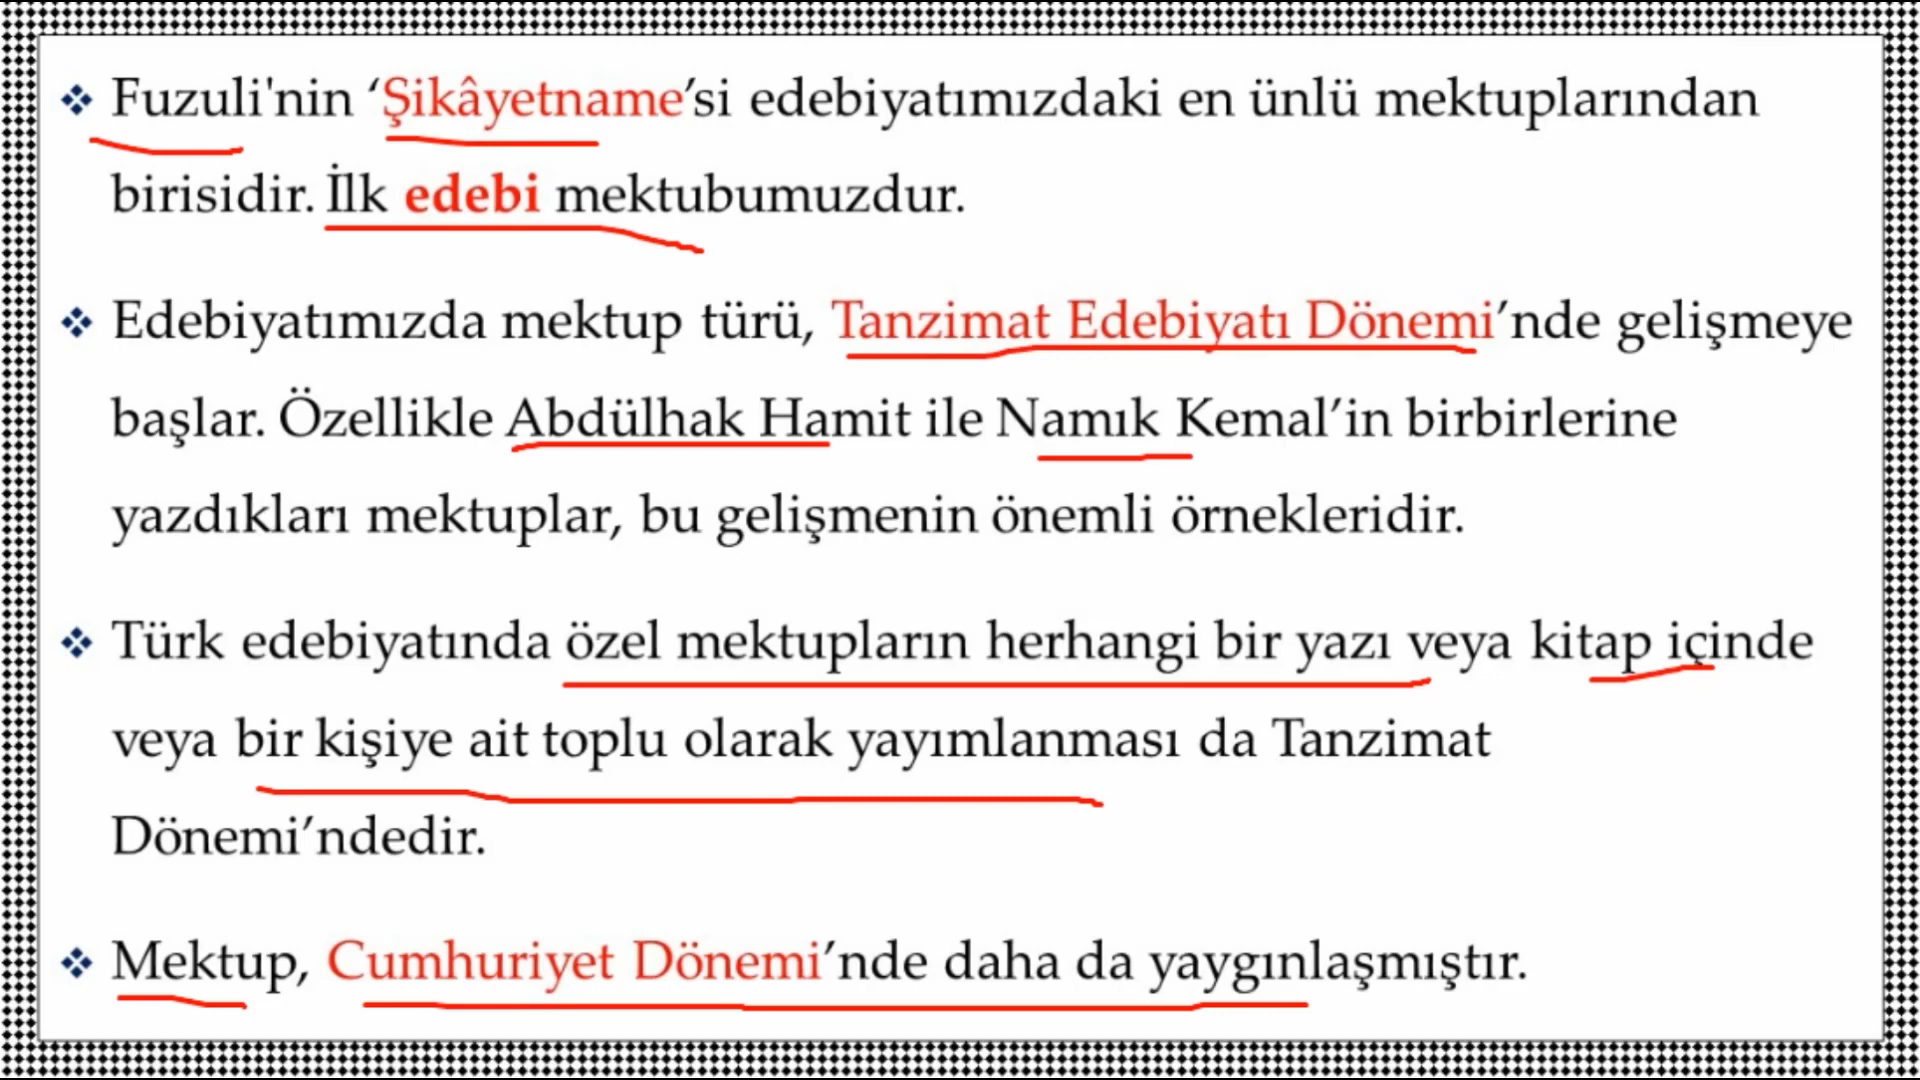 Fuzuli'nin ‘Şikâyetname’si edebiyatımızdaki en ünlü mektuplarından
birisidir. İlk edebi mektubumuzdur.
Edebiyatımızda mektup türü, Tanzimat Edebiyatı Dönemi’nde gelişmeye
başlar. Özellikle Abdülhak Hamit ile Namık Kemal’in birbirlerine
yazdıkları mektuplar, bu gelişmenin önemli örnekleridir.
Türk edebiyatında özel mektupların herhangi bir yazı veya kitap içinde
veya bir kişiye ait toplu olarak yayımlanması da Tanzimat
Dönemi’ndedir.
Mektup, Cumhuriyet Dönemi’nde daha da yaygınlaşmıştır.